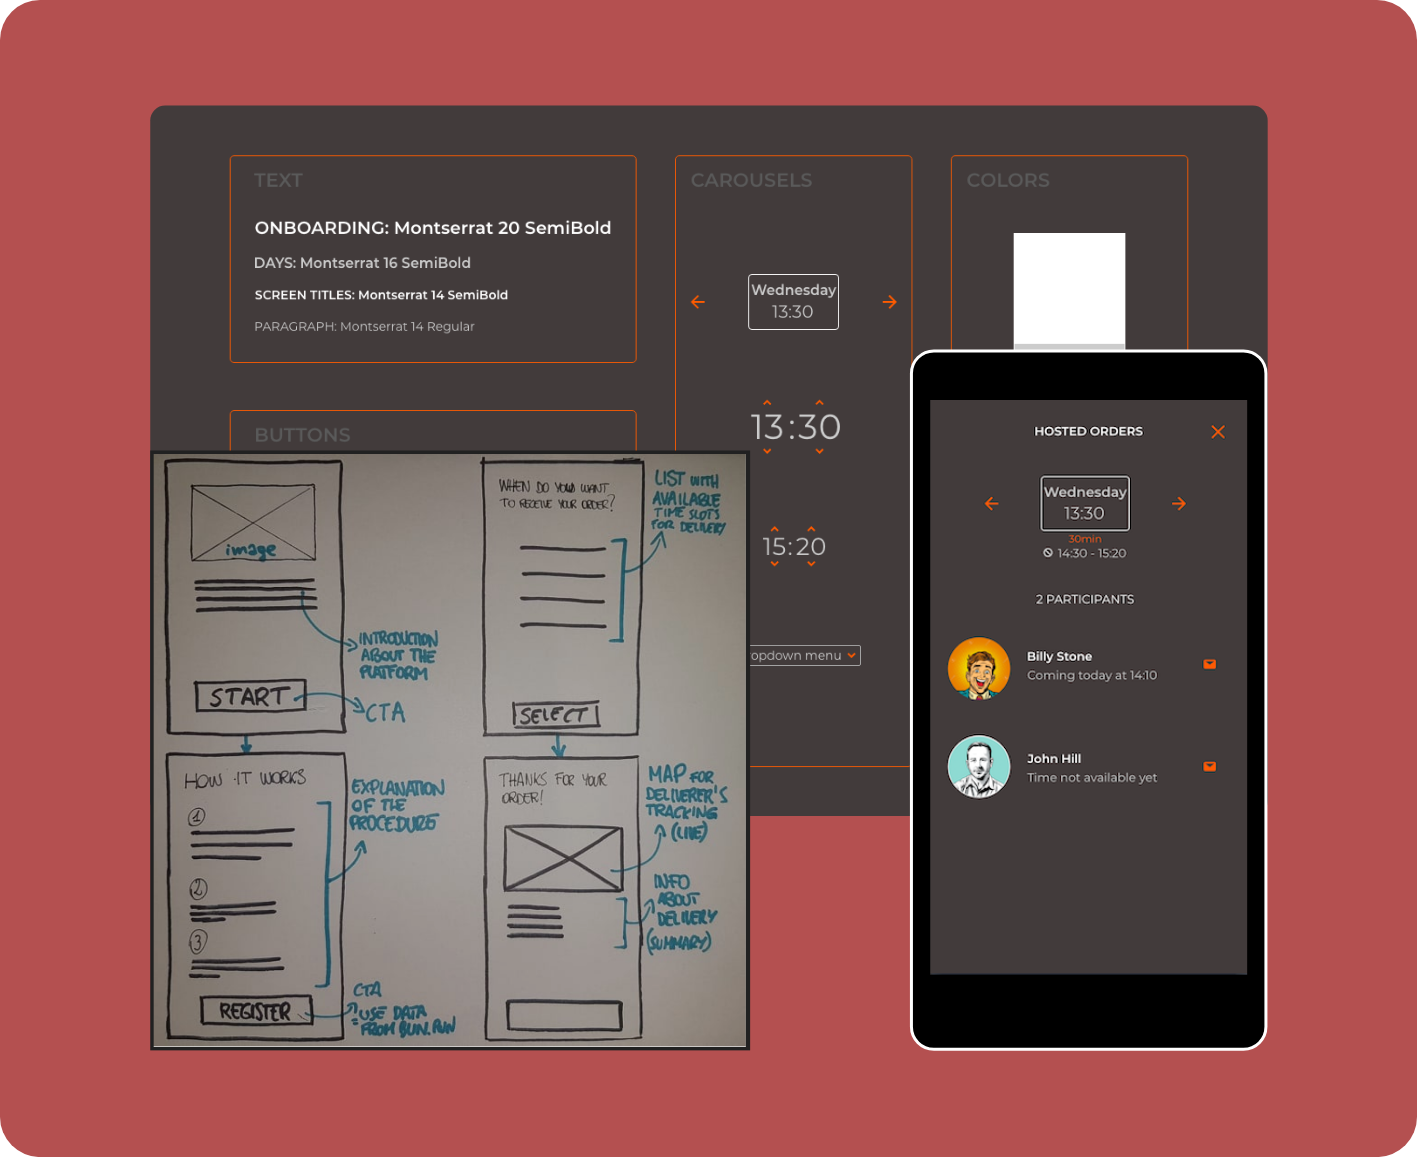 TEXT
ONBOARDING: Montserrat 20 SemiBold
DAYS: Montserrat 16 SemiBold
SCREEN TITLES: Montserrat 14 SemiBold
PARAGRAPH: Montserrat 14 Regular
BUTTONS
CAROUSELS
Wednesday
13:30
13:30
15:20
opdown menu
COLORS
image
INTRODUCTION
ABOUT THE
PLATFORM
START
CTA
WHEN DO YOU WANT
TO RECEIVE YOUR ORDER?
LIST WITH
AVAILABLE
TIME SLOTS
FOR DELIVERY
SELECT
HOW IT WORKS
1
2
3
EXPLANATION
OF THE
PROCEDURE
REGISTER
CTA
USE DATA
FROM
THANKS FOR YOUR
ORDER!
MAP FOR
DELIVERER'S
TRACKING
(LIVE)
INFO
ABOUT
DELIVERY
(SUMMARY)
HOSTED ORDERS
Wednesday
13:30
30min
14:30 - 15:20
2 PARTICIPANTS
Billy Stone
Coming today at 14:10
John Hill
Time not available yet